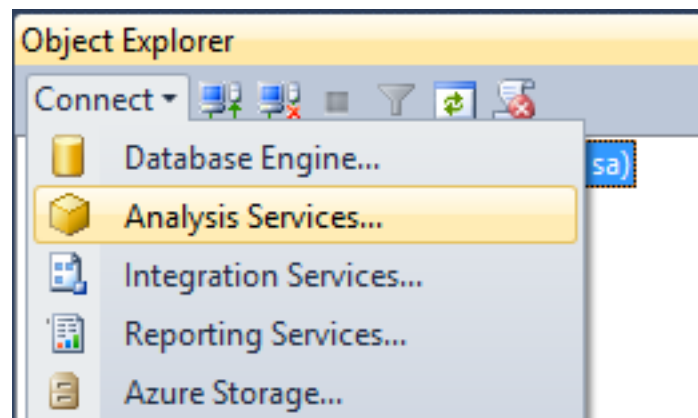 Object Explorer
Connect
Database Engine...
sa)
Analysis Services...
Integration Services...
Reporting Services...
Azure Storage...